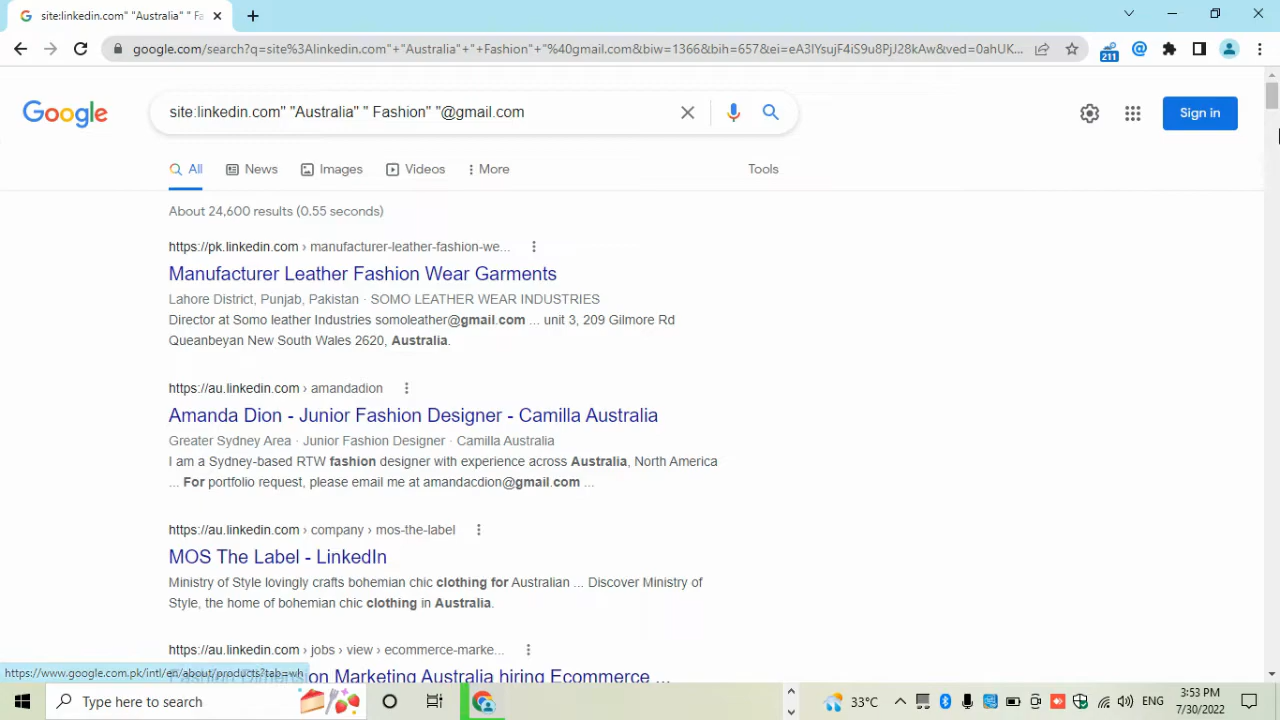 site:linkedin.com" "Australia" " Fa
google.com/search?q=site%3Alinkedin.com"+"Australia"+"+Fashion"+"%40gmail.com&biw=1366&bih=657&ei=eA3lYsujF4iS9u8PjJ28kAw&ved=0ahUK...
211
Google
site:linkedin.com" "Australia" " Fashion" "@gmail.com
Sign in
All
News
Images
Videos
More
Tools
About 24,600 results (0.55 seconds)
https://pk.linkedin.com › manufacturer-leather-fashion-we...
Manufacturer Leather Fashion Wear Garments
Lahore District, Punjab, Pakistan · SOMO LEATHER WEAR INDUSTRIES
Director at Somo leather Industries somoleather@gmail.com ... unit 3, 209 Gilmore Rd
Queanbeyan New South Wales 2620, Australia.
https://au.linkedin.com › amandadion
Amanda Dion - Junior Fashion Designer - Camilla Australia
Greater Sydney Area · Junior Fashion Designer · Camilla Australia
I am a Sydney-based RTW fashion designer with experience across Australia, North America
... For portfolio request, please email me at amandacdion@gmail.com ...
https://au.linkedin.com › company › mos-the-label
MOS The Label - LinkedIn
Ministry of Style lovingly crafts bohemian chic clothing for Australian ... Discover Ministry of
Style, the home of bohemian chic clothing in Australia.
https://au.linkedin.com › jobs › view › ecommerce-marke...
Fashion Dimension Marketing Australia hiring Ecommerce ...
https://www.google.com.pk/intl/en/about/products?tab=wh
Type here to search
33°C
ENG
3:53 PM
7/30/2022